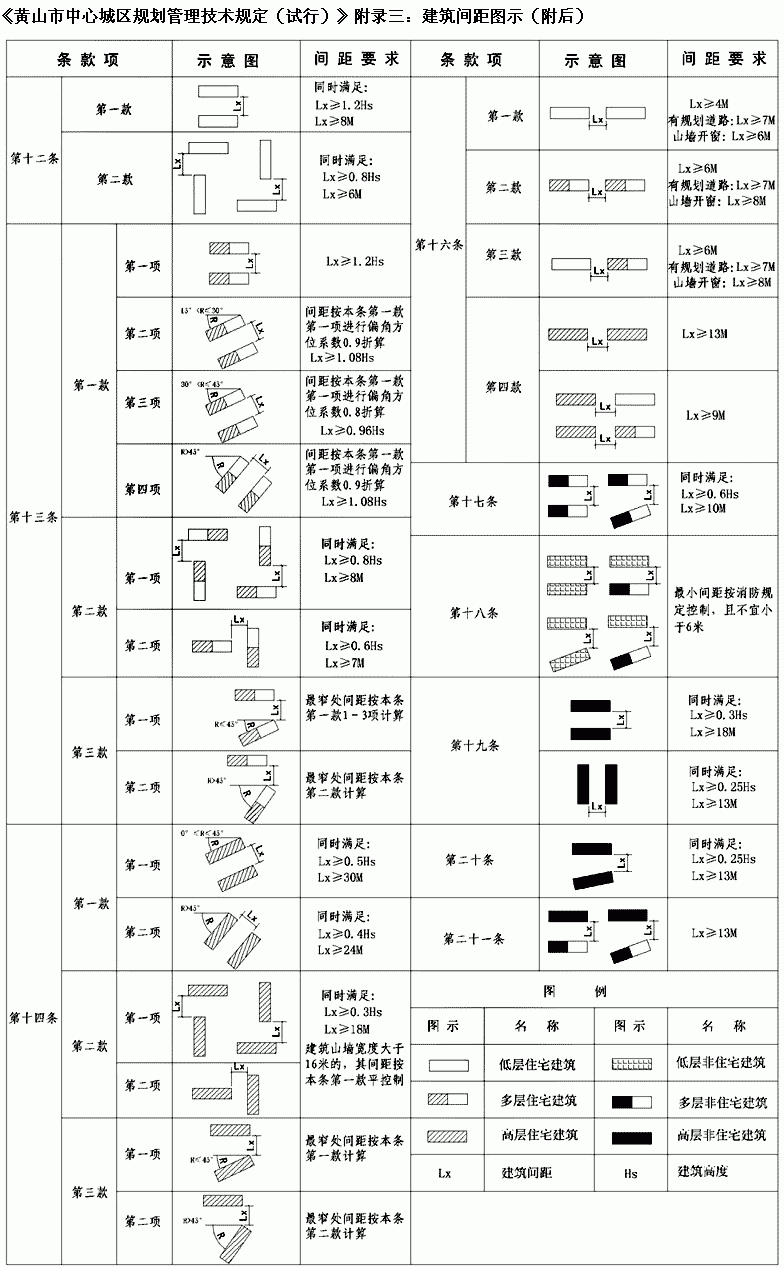 《黄山市中心城区规划管理技术规定（试行）》附录三：建筑间距图示（附后）
条款项 示意图 间距要求
第十二条
第一款
Lx
同时满足：
Lx≥1.2Hs
Lx≥8M
第二款
Lx
Lx
同时满足：
Lx≥0.8Hs
Lx≥6M
第十三条
第一款
第一项
Lx
Lx≥1.2Hs
第二项
15°<R≤30°
R
Lx
间距按本条第一款
第一项进行偏角方
位系数0.9折算
Lx≥1.08Hs
第三项
30°<R≤45°
R
Lx
间距按本条第一款
第一项进行偏角方
位系数0.8折算
Lx≥0.96Hs
第四项
R>45°
R
Lx
间距按本条第一款
第一项进行偏角方
位系数0.9折算
Lx≥1.08Hs
第二款
第一项
Lx
Lx
同时满足：
Lx≥0.8Hs
Lx≥8M
第二项
Lx
同时满足：
Lx≥0.6Hs
Lx≥7M
第三款
第一项
R≤45°
R
Lx
最窄处间距按本条
第一款1-3项计算
第二项
R>45°
R
Lx
最窄处间距按本条
第二款计算
第十四条
第一款
第一项
0°<R≤45°
R
Lx
同时满足：
Lx≥0.5Hs
Lx≥30M
第二项
R>45°
R
Lx
同时满足：
Lx≥0.4Hs
Lx≥24M
第二款
第一项
Lx
Lx
同时满足：
Lx≥0.3Hs
Lx≥18M
建筑山墙宽度大于
16米的，其间距按
本条第一款平控制
第二项
Lx
第三款
第一项
R≤45°
R
Lx
最窄处间距按本条
第一款计算
第二项
R>45°
R
Lx
最窄处间距按本条
第二款计算
条款项 示意图 间距要求
第十六条
第一款
Lx
Lx≥4M
有规划道路：Lx≥7M
山墙开窗：Lx≥6M
第二款
Lx
Lx≥6M
有规划道路：Lx≥7M
山墙开窗：Lx≥8M
第三款
Lx
Lx≥6M
有规划道路：Lx≥7M
山墙开窗：Lx≥8M
第四款
Lx
Lx≥13M
Lx
Lx
Lx≥9M
第十七条
Lx
Lx
同时满足：
Lx≥0.6Hs
Lx≥10M
第十八条
Lx
Lx
Lx
Lx
最小间距按消防规
定控制，且不宜小
于6米
第十九条
Lx
同时满足：
Lx≥0.3Hs
Lx≥18M
Lx
同时满足：
Lx≥0.25Hs
Lx≥13M
第二十条
Lx
同时满足：
Lx≥0.25Hs
Lx≥13M
第二十一条
Lx
Lx
Lx≥13M
图 例
图示 名称 图示 名称
低层住宅建筑 低层非住宅建筑
多层住宅建筑 多层非住宅建筑
高层住宅建筑 高层非住宅建筑
Lx 建筑间距 Hs 建筑高度